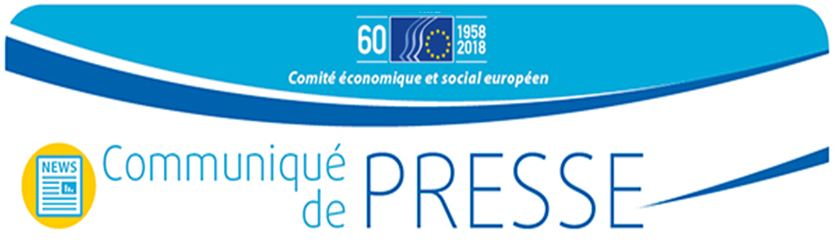 60 1958
2018
Comité économique et social européen
NEWS
Communiqué
de PRESSE